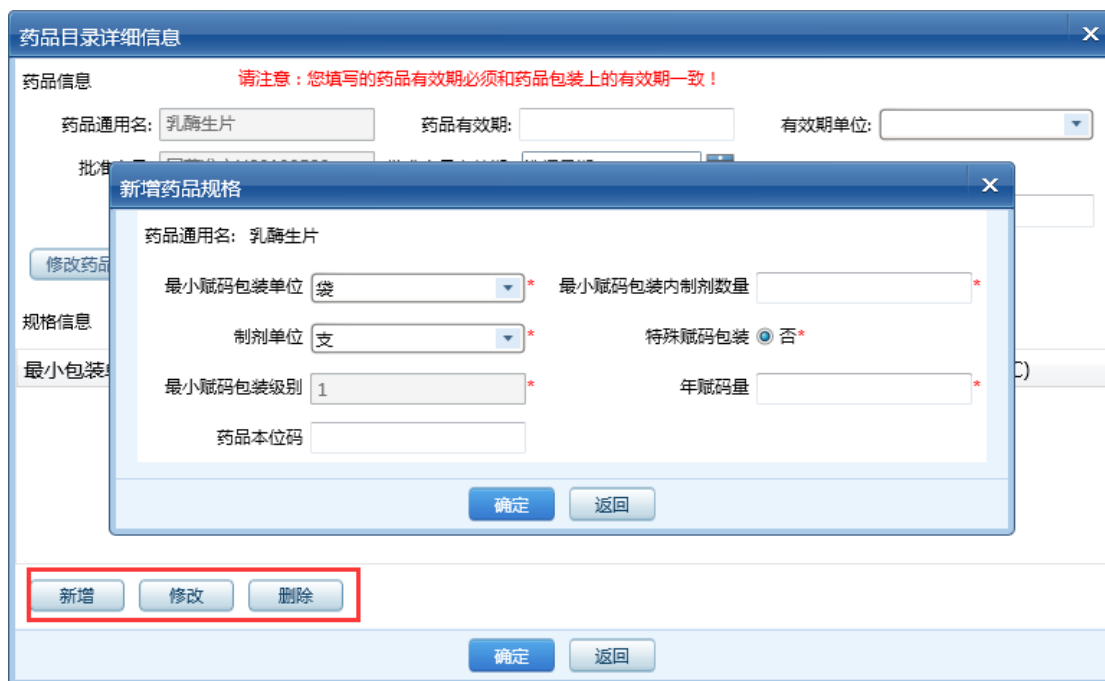 药品目录详细信息
药品信息 请注意：您填写的药品有效期必须和药品包装上的有效期一致！
药品通用名: 乳酶生片 药品有效期: 有效期单位:
批准
新增药品规格
药品通用名: 乳酶生片
修改药品
最小赋码包装单位 袋 * 最小赋码包装内制剂数量 *
规格信息
制剂单位 支 * 特殊赋码包装 否*
最小包装单
最小赋码包装级别 1 * 年赋码量 *
药品本位码
确定 返回
新增 修改 删除
确定 返回